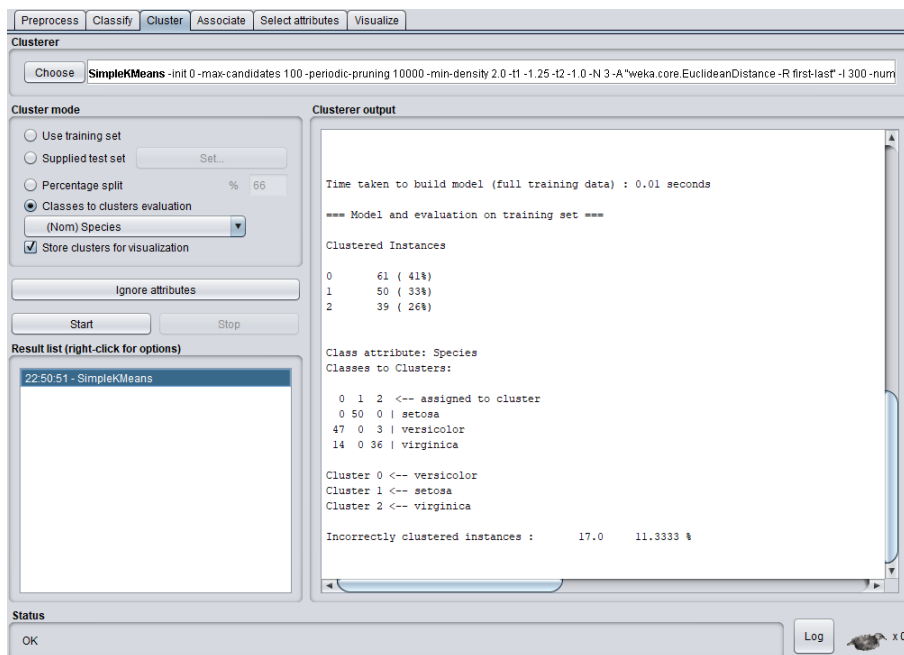 Preprocess Classify Cluster Associate Select attributes Visualize
Clusterer
Choose SimpleKMeans -init 0 -max-candidates 100 -periodic-pruning 10000 -min-density 2.0 -t1 -1.25 -t2 -1.0 -N 3 -A "weka.core.EuclideanDistance -R first-last" -I 300 -num
Cluster mode
Use training set
Supplied test set Set...
Percentage split % 66
Classes to clusters evaluation
(Nom) Species
Store clusters for visualization
Ignore attributes
Start Stop
Result list (right-click for options)
22:50:51 - SimpleKMeans
Clusterer output
Time taken to build model (full training data) : 0.01 seconds
=== Model and evaluation on training set ===
Clustered Instances
0 61 ( 41%)
1 50 ( 33%)
2 39 ( 26%)
Class attribute: Species
Classes to Clusters:
0 1 2 <-- assigned to cluster
0 50 0 | setosa
47 0 3 | versicolor
14 0 36 | virginica
Cluster 0 <-- versicolor
Cluster 1 <-- setosa
Cluster 2 <-- virginica
Incorrectly clustered instances : 17.0 11.3333 %
Status
OK
Log
x 0